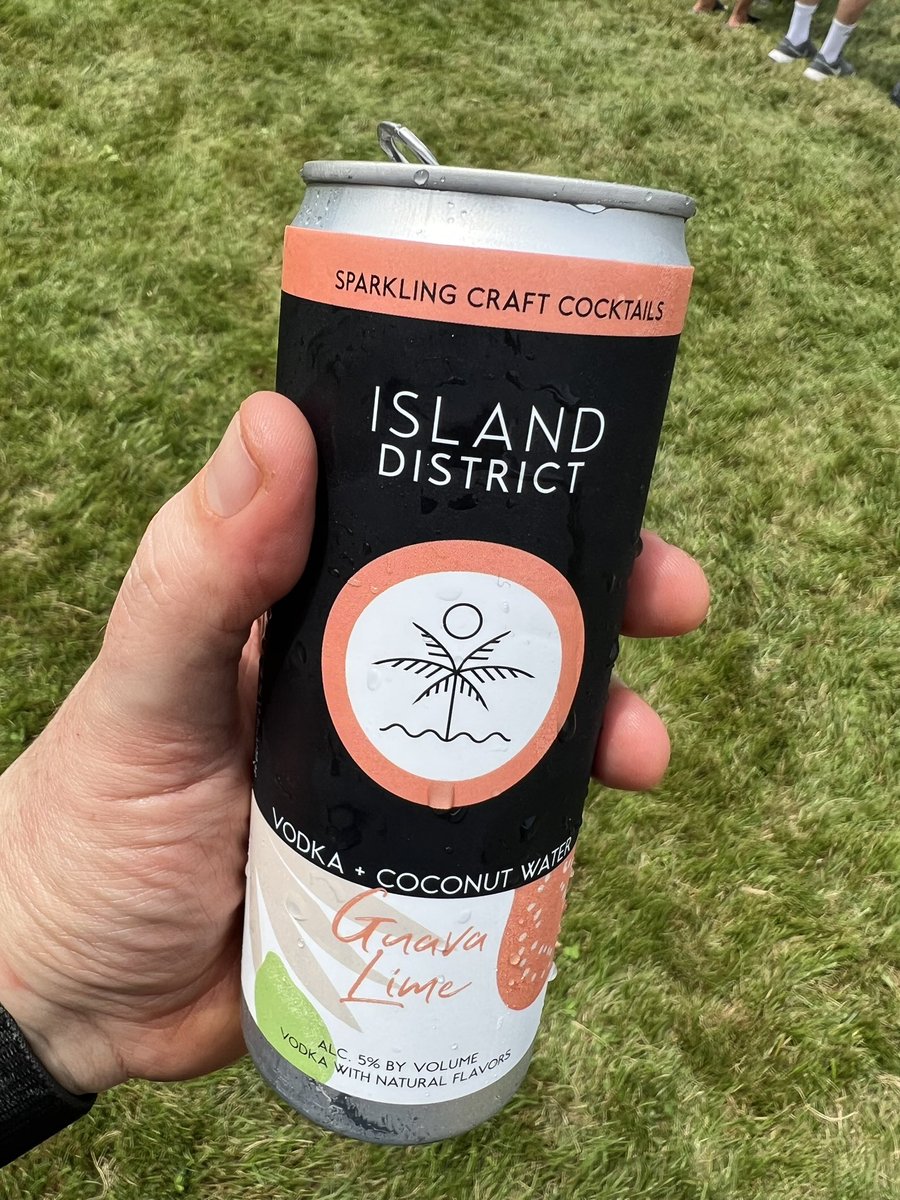 SPARKLING CRAFT COCKTAILS
ISLAND
DISTRICT
VODKA + COCONUT WATER
Guava
Lime
ALC. 5% BY VOLUME
VODKA WITH NATURAL FLAVORS